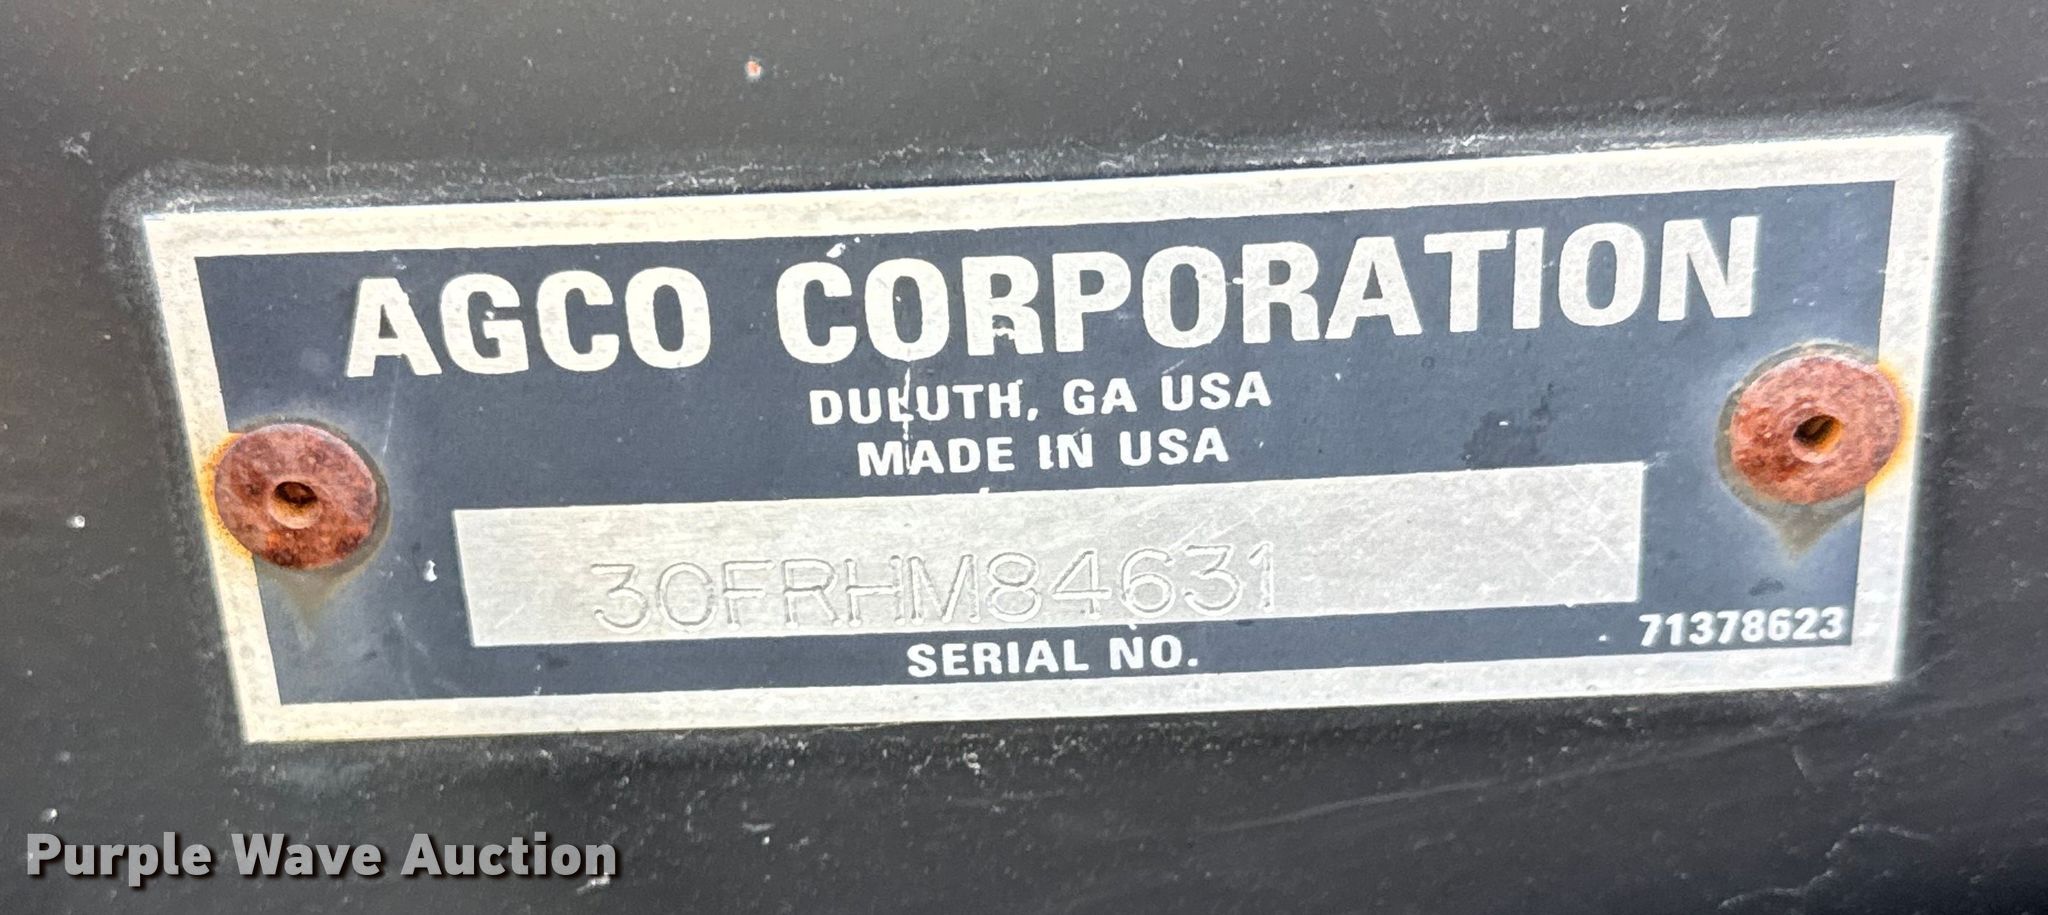 AGCO CORPORATION
DULUTH, GA USA
MADE IN USA
30FRHM84631
SERIAL NO.
71378623
Purple Wave Auction